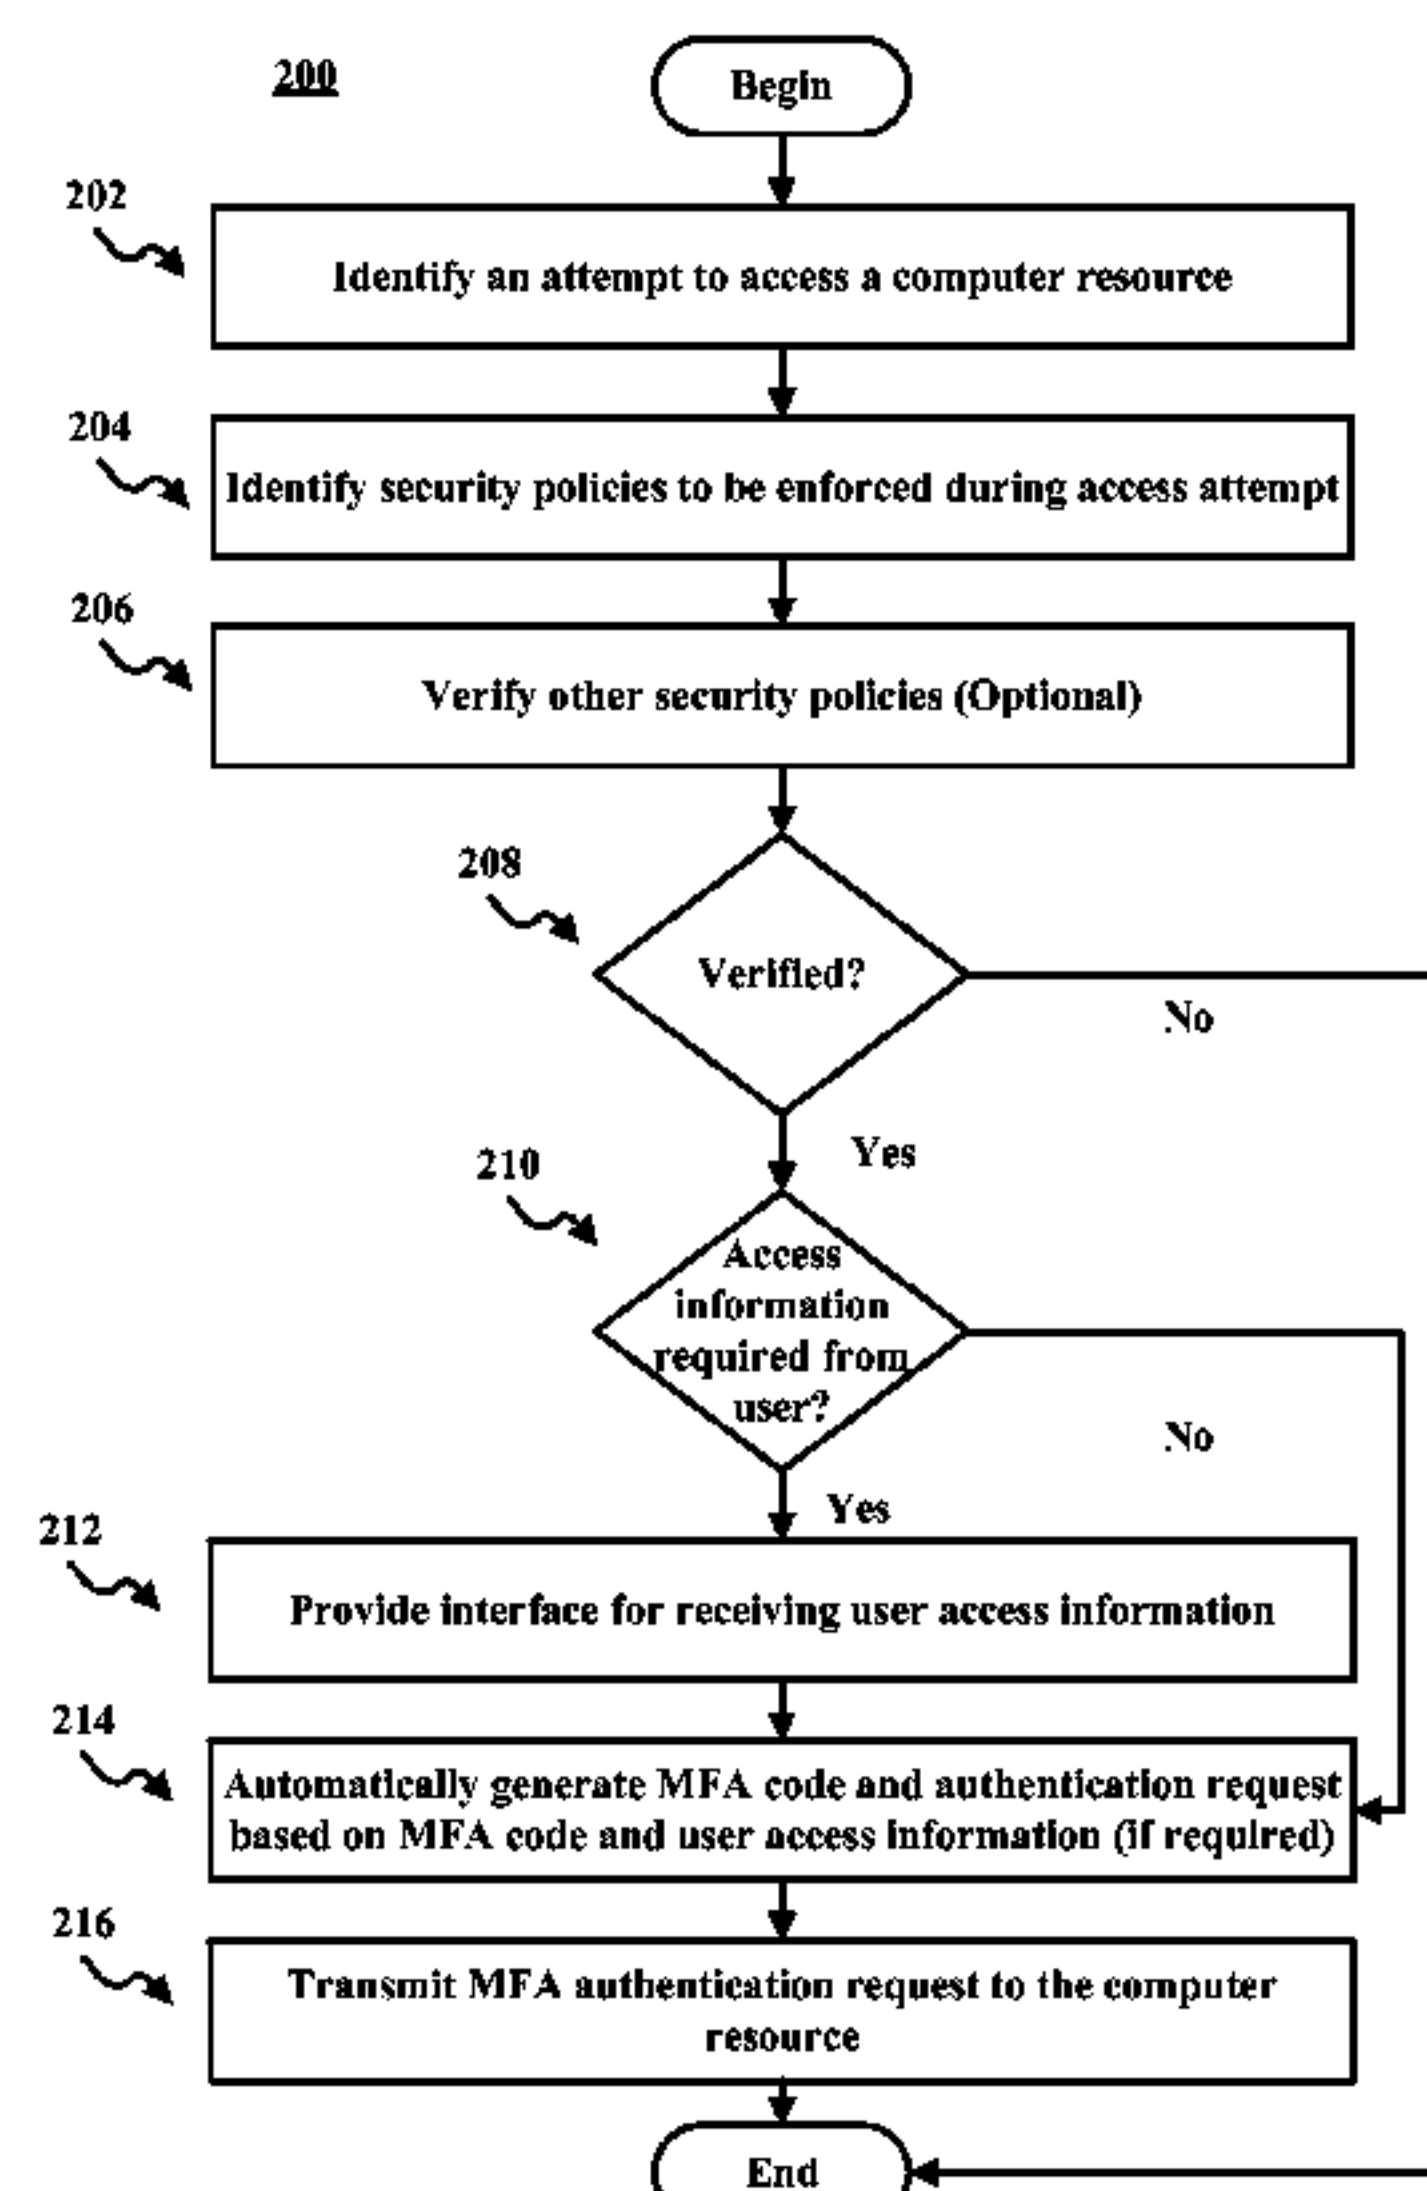 200
Begin
202
Identify an attempt to access a computer resource
204
Identify security policies to be enforced during access attempt
206
Verify other security policies (Optional)
208
Verified?
No
Yes
210
Access
information
required from
user?
No
Yes
212
Provide interface for receiving user access information
214
Automatically generate MFA code and authentication request
based on MFA code and user access information (if required)
216
Transmit MFA authentication request to the computer
resource
End